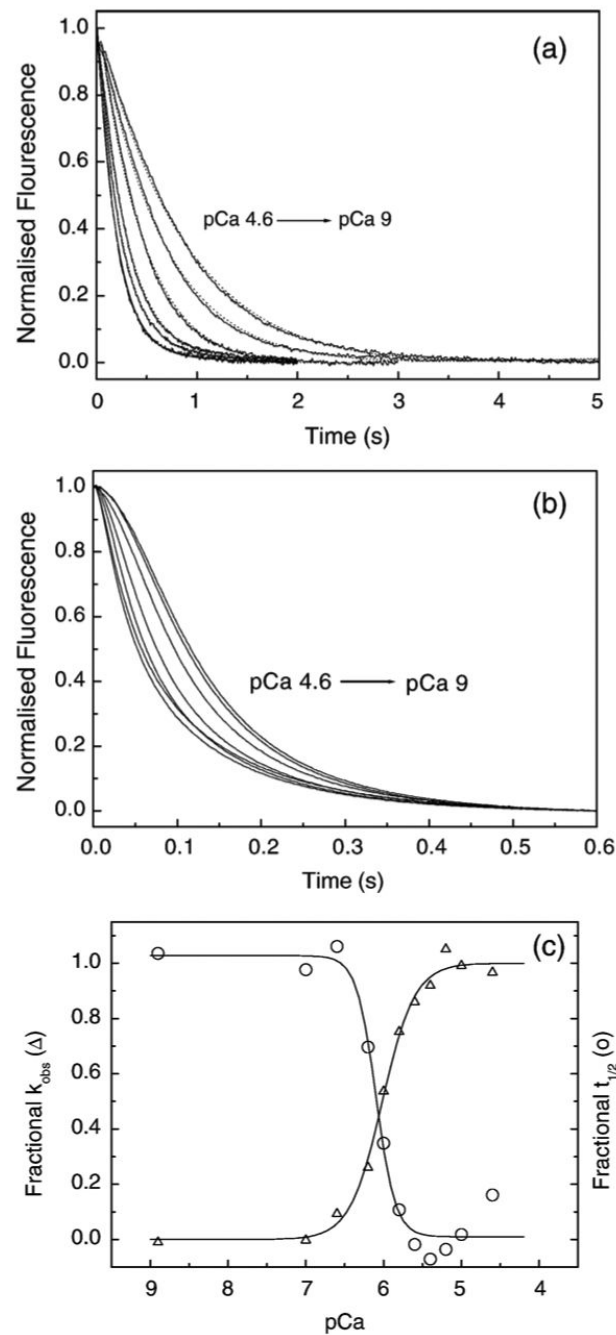 (a)
Normalised Flourescence
1.0
0.8
0.6
0.4
0.2
0.0
pCa 4.6 → pCa 9
0 1 2 3 4 5
Time (s)
(b)
Normalised Fluorescence
1.0
0.8
0.6
0.4
0.2
0.0
pCa 4.6 → pCa 9
0.0 0.1 0.2 0.3 0.4 0.5 0.6
Time (s)
(c)
Fractional k_obs (Δ)
1.0
0.8
0.6
0.4
0.2
0.0
Fractional t_1/2 (o)
9 8 7 6 5 4
pCa